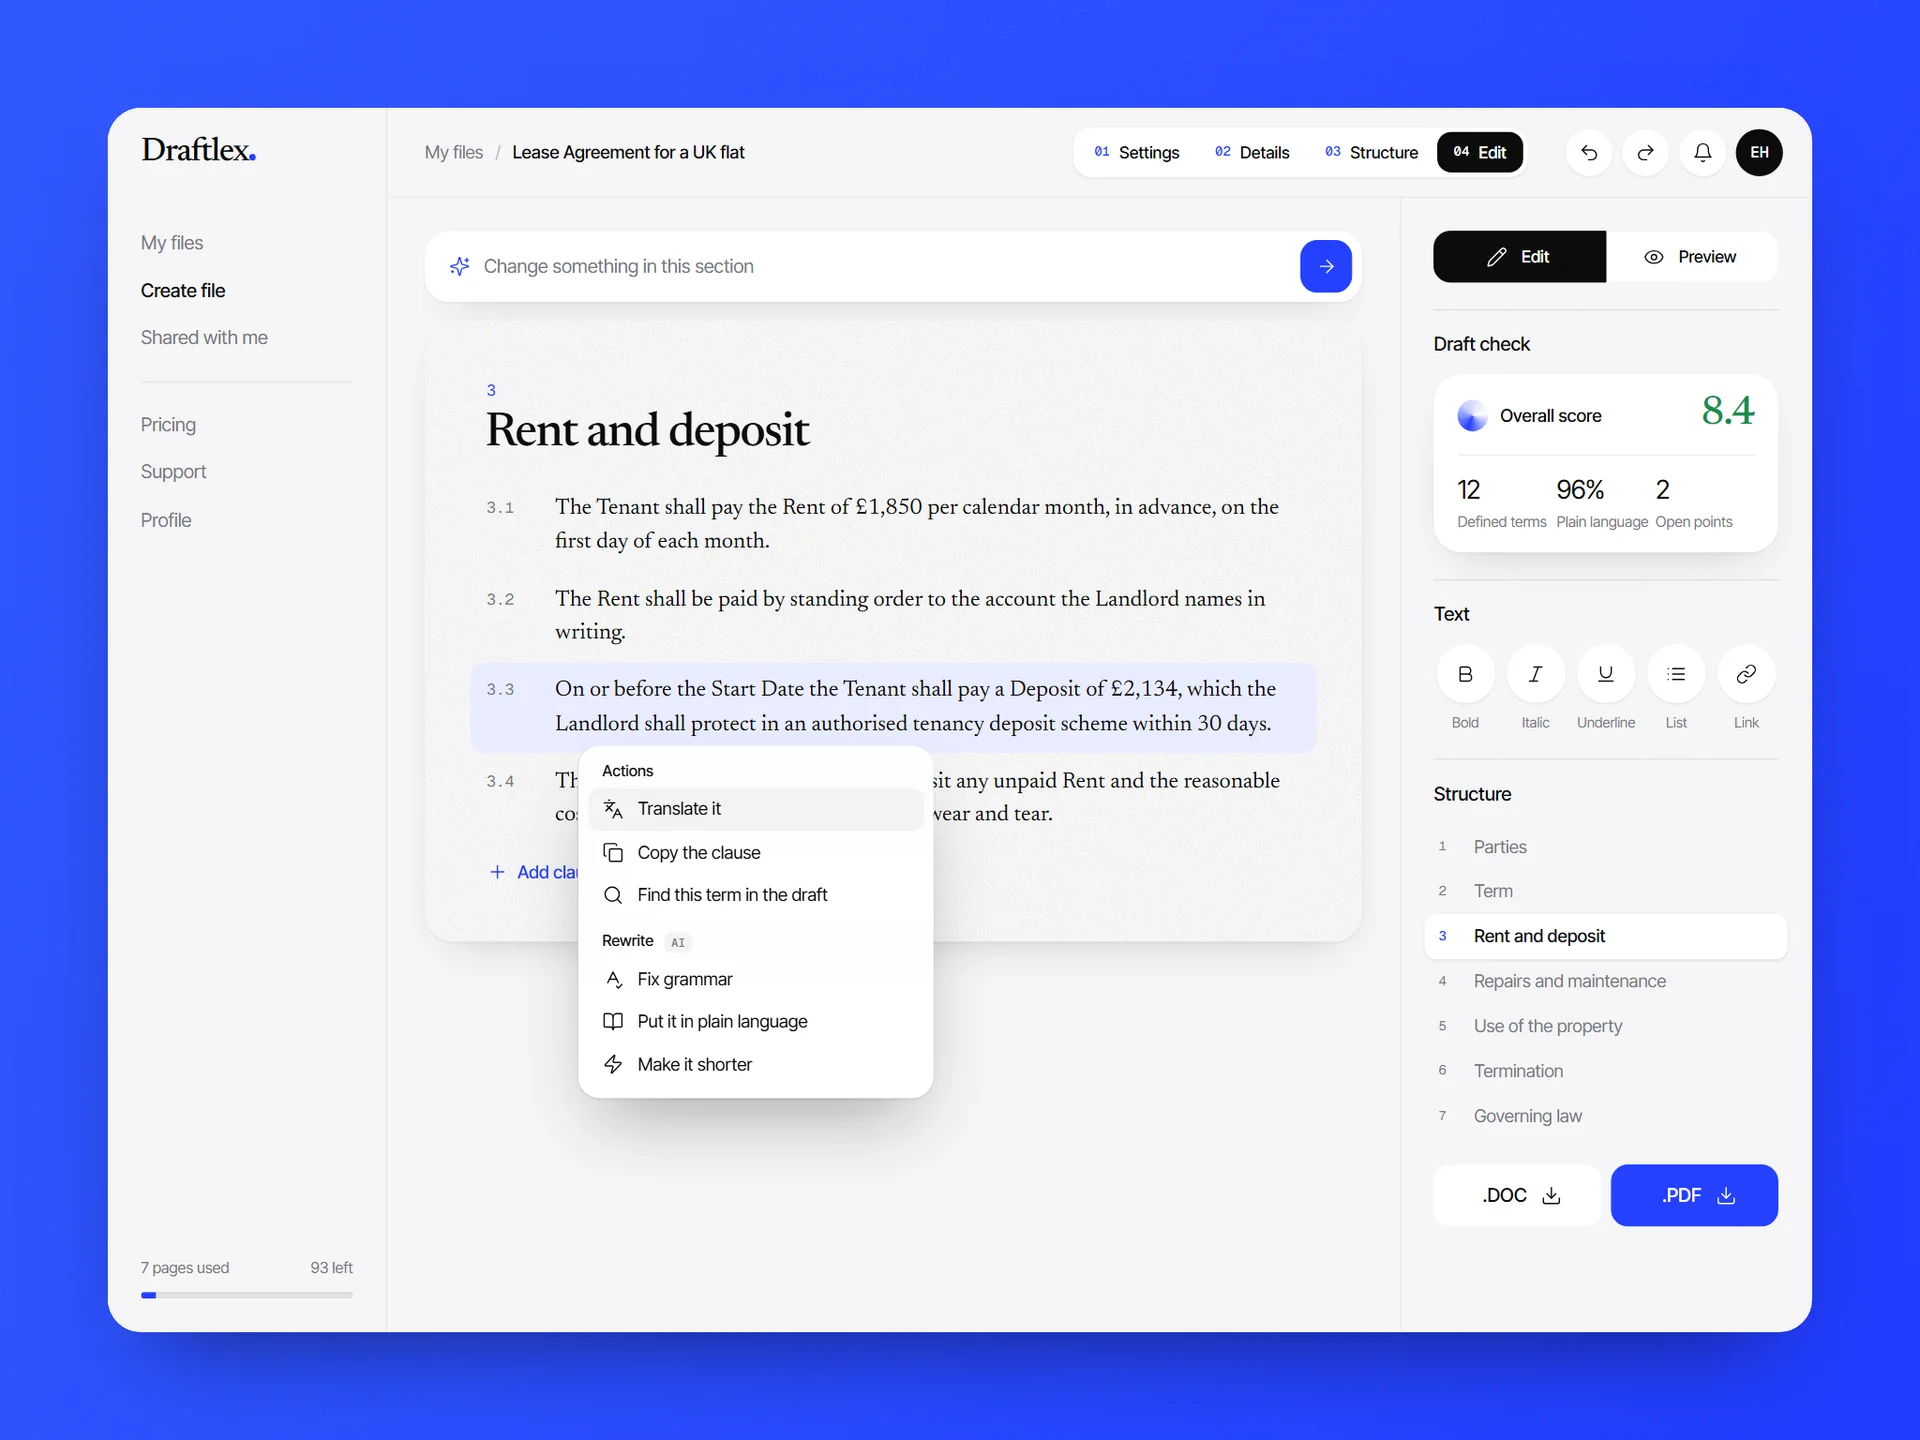 Draftlex.
My files
Create file
Shared with me
Pricing
Support
Profile
7 pages used
93 left
My files / Lease Agreement for a UK flat
01 Settings
02 Details
03 Structure
04 Edit
EH
Change something in this section
3
Rent and deposit
3.1 The Tenant shall pay the Rent of £1,850 per calendar month, in advance, on the
first day of each month.
3.2 The Rent shall be paid by standing order to the account the Landlord names in
writing.
3.3 On or before the Start Date the Tenant shall pay a Deposit of £2,134, which the
Landlord shall protect in an authorised tenancy deposit scheme within 30 days.
3.4 any unpaid Rent and the reasonable
wear and tear.
Add
Actions
Translate it
Copy the clause
Find this term in the draft
Rewrite AI
Fix grammar
Put it in plain language
Make it shorter
Edit
Preview
Draft check
Overall score 8.4
12 96% 2
Defined terms Plain language Open points
Text
B I U
Bold Italic Underline List Link
Structure
1 Parties
2 Term
3 Rent and deposit
4 Repairs and maintenance
5 Use of the property
6 Termination
7 Governing law
.DOC
.PDF